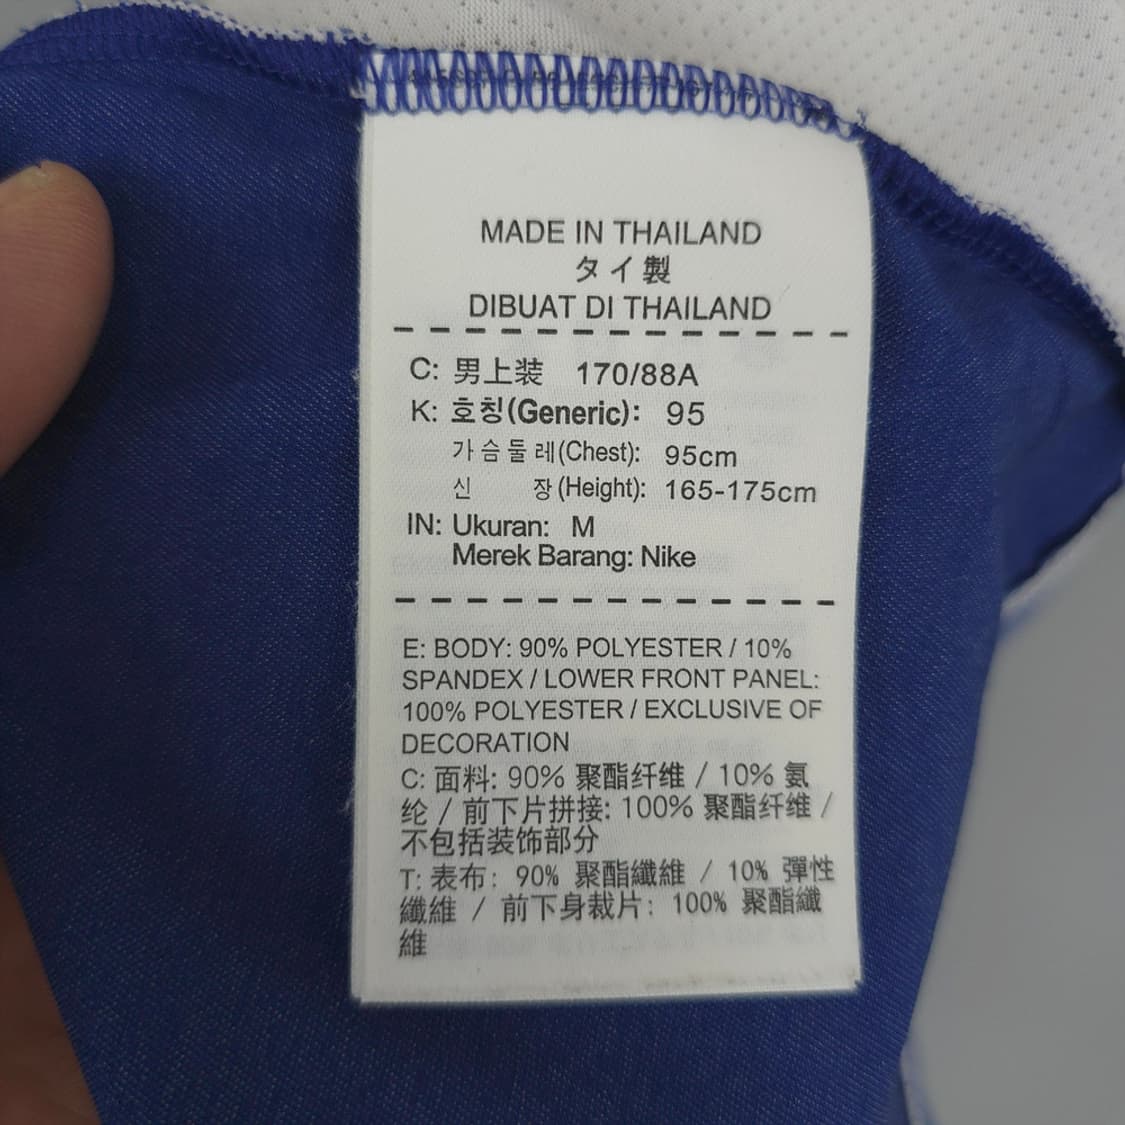 MADE IN THAILAND
タイ製
DIBUAT DI THAILAND
C: 男上装 170/88A
K: 호칭(Generic): 95
가슴둘레(Chest): 95cm
신 장(Height): 165-175cm
IN: Ukuran: M
Merek Barang: Nike
E: BODY: 90% POLYESTER / 10%
SPANDEX / LOWER FRONT PANEL:
100% POLYESTER / EXCLUSIVE OF
DECORATION
C: 面料: 90% 聚酯纤维 / 10% 氨
纶 / 前下片拼接: 100% 聚酯纤维 /
不包括装饰部分
T: 表布: 90% 聚酯纖維 / 10% 彈性
纖維 / 前下身裁片: 100% 聚酯纖
維